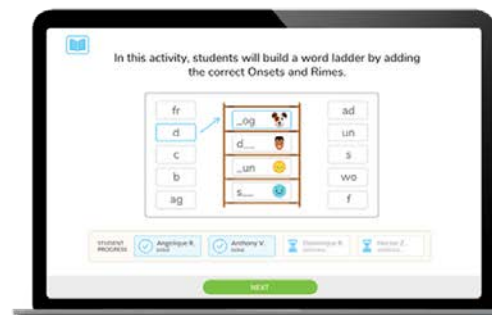 In this activity, students will build a word ladder by adding
the correct Onsets and Rimes.
fr
d
c
b
ag
_og
d__
_un
s__
ad
un
s
wo
f
STUDENT
PROGRESS
Angelique R.
Anthony V.
Dominique R.
NEXT